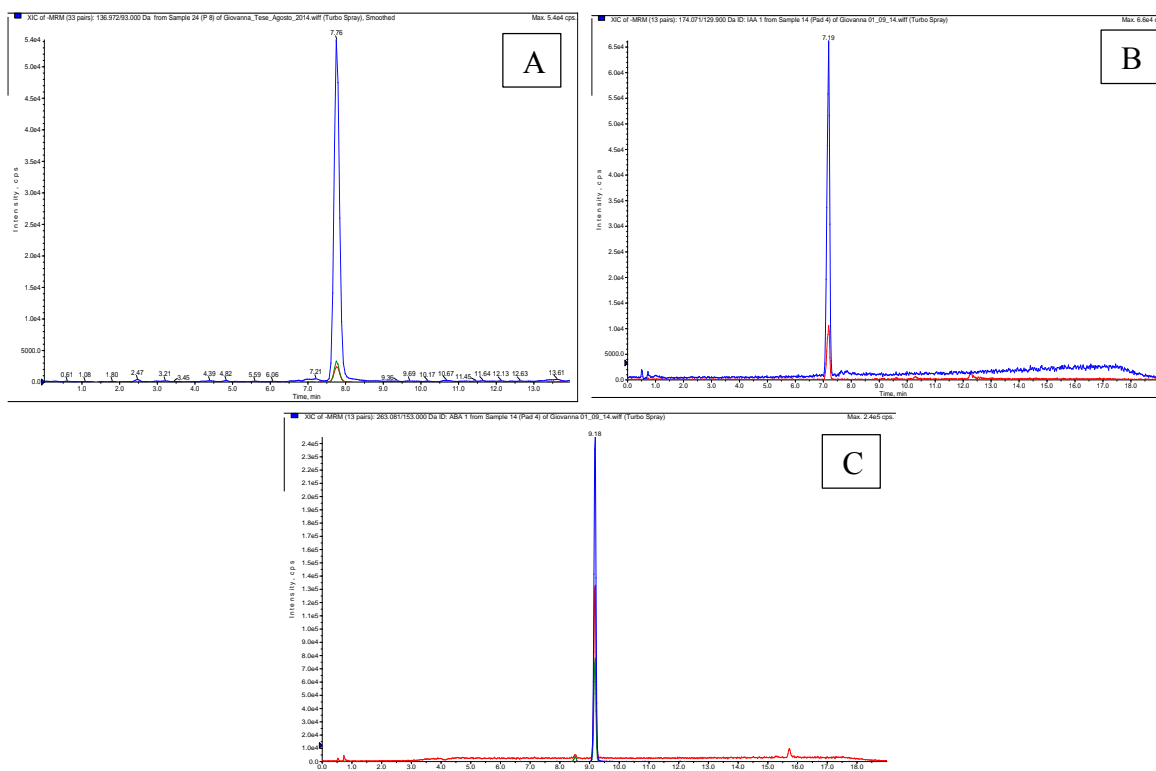 XIC of -MRM (33 pairs): 136.972/93.000 Da from Sample 24 (P 8) of Giovanna_Tese_Agosto_2014.wiff (Turbo Spray), Smoothed
Max. 5.4e4 cps.
A
7.76
5.4e4
5.0e4
4.5e4
4.0e4
3.5e4
3.0e4
2.5e4
2.0e4
1.5e4
1.0e4
5000.0
0.0
Intensity, cps
0.61 1.08 1.80 2.47 3.21 3.45 4.39 4.82 5.59 6.06 7.21 9.36 9.69 10.17 10.67 11.45 11.64 12.13 12.63 13.61
1.0 2.0 3.0 4.0 5.0 6.0 7.0 8.0 9.0 10.0 11.0 12.0 13.0
Time, min
XIC of -MRM (13 pairs): 174.071/129.900 Da ID: IAA 1 from Sample 14 (Pad 4) of Giovanna 01_09_14.wiff (Turbo Spray)
Max. 6.6e4
B
7.19
6.5e4
6.0e4
5.5e4
5.0e4
4.5e4
4.0e4
3.5e4
3.0e4
2.5e4
2.0e4
1.5e4
1.0e4
5000.0
0.0
Intensity, cps
0.0 1.0 2.0 3.0 4.0 5.0 6.0 7.0 8.0 9.0 10.0 11.0 12.0 13.0 14.0 15.0 16.0 17.0 18.0
Time, min
XIC of -MRM (13 pairs): 263.081/153.000 Da ID: ABA 1 from Sample 14 (Pad 4) of Giovanna 01_09_14.wiff (Turbo Spray)
Max. 2.4e5 cps.
C
9.18
2.4e5
2.3e5
2.2e5
2.1e5
2.0e5
1.9e5
1.8e5
1.7e5
1.6e5
1.5e5
1.4e5
1.3e5
1.2e5
1.1e5
1.0e5
9.0e4
8.0e4
7.0e4
6.0e4
5.0e4
4.0e4
3.0e4
2.0e4
1.0e4
0.0
Intensity, cps
0.0 1.0 2.0 3.0 4.0 5.0 6.0 7.0 8.0 9.0 10.0 11.0 12.0 13.0 14.0 15.0 16.0 17.0 18.0